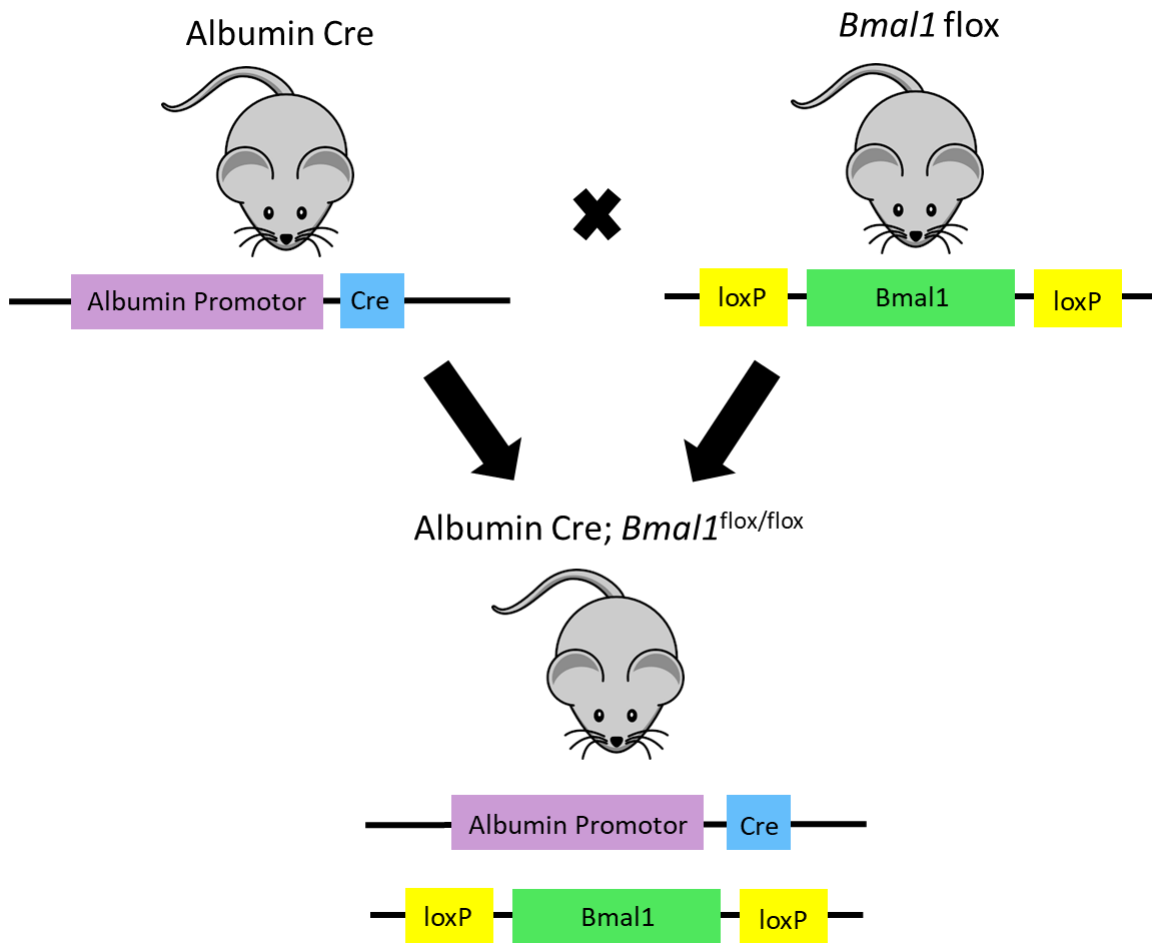 Albumin Cre
Bmal1 flox
Albumin Promotor
Cre
loxP
Bmal1
loxP
Albumin Cre; Bmal1flox/flox
Albumin Promotor
Cre
loxP
Bmal1
loxP